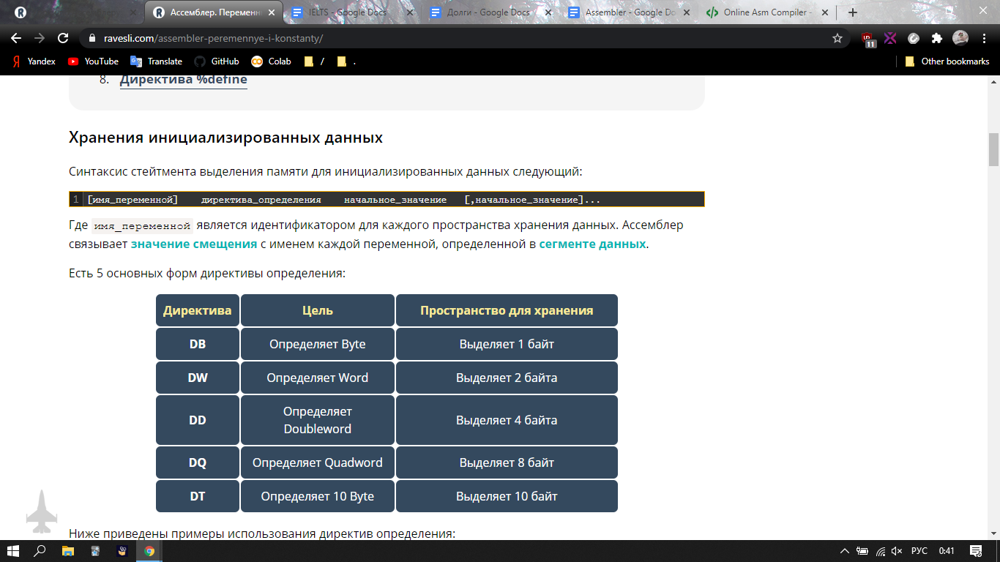 Ассемблер. Переменн
IELTS - Google Docs
Долги - Google Docs
Assembler - Google Do
Online Asm Compiler -
ravesli.com/assembler-peremennye-i-konstanty/
11
Yandex
YouTube
Translate
GitHub
Colab
/
.
Other bookmarks
8. Директива %define
Хранения инициализированных данных
Синтаксис стейтмента выделения памяти для инициализированных данных следующий:
1 [имя_переменной] директива_определения начальное_значение [,начальное_значение]...
Где имя_переменной является идентификатором для каждого пространства хранения данных. Ассемблер
связывает значение смещения с именем каждой переменной, определенной в сегменте данных.
Есть 5 основных форм директивы определения:
Директива Цель Пространство для хранения
DB Определяет Byte Выделяет 1 байт
DW Определяет Word Выделяет 2 байта
DD Определяет Doubleword Выделяет 4 байта
DQ Определяет Quadword Выделяет 8 байт
DT Определяет 10 Byte Выделяет 10 байт
Ниже приведены примеры использования директив определения:
РУС
0:41